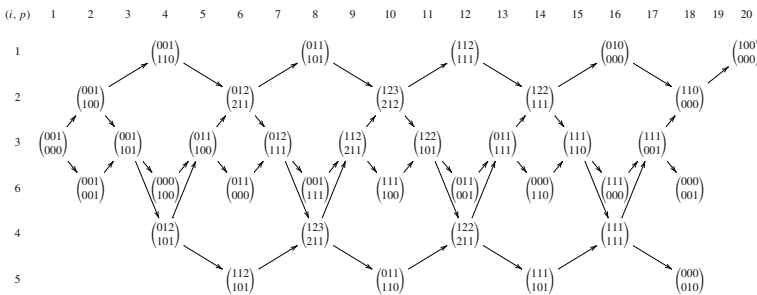 (i, p) 1 2 3 4 5 6 7 8 9 10 11 12 13 14 15 16 17 18 19 20
1 (001 (011 (112 (010 (100
110) 101) 111) 000) 000)
2 (001 (012 (123 (122 (110
100) 211) 212) 111) 000)
3 (001 (001 (011 (012 (112 (122 (011 (111 (111
000) 101) 100) 111) 211) 101) 111) 110) 001)
6 (001 (000 (011 (001 (111 (011 (000 (111 (000
001) 100) 000) 111) 100) 001) 110) 000) 001)
4 (012 (123 (122 (111
101) 211) 211) 111)
5 (112 (011 (111 (000
101) 110) 101) 010)